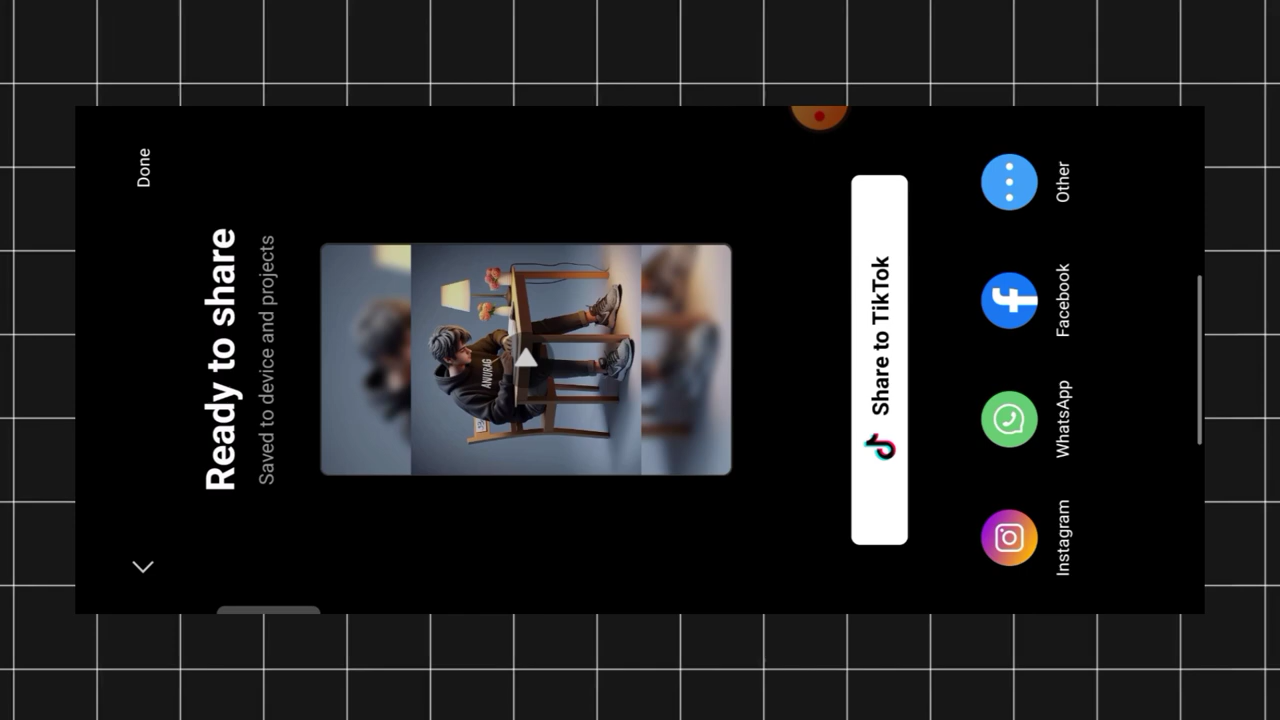 Done
Ready to share
Saved to device and projects
ANURAG
Share to TikTok
Instagram
WhatsApp
Facebook
Other